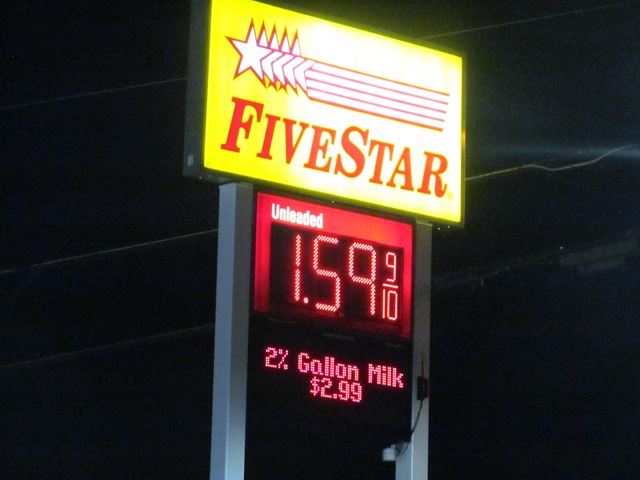 FIVESTAR
Unleaded
1.59 9/10
2% Gallon Milk
$2.99